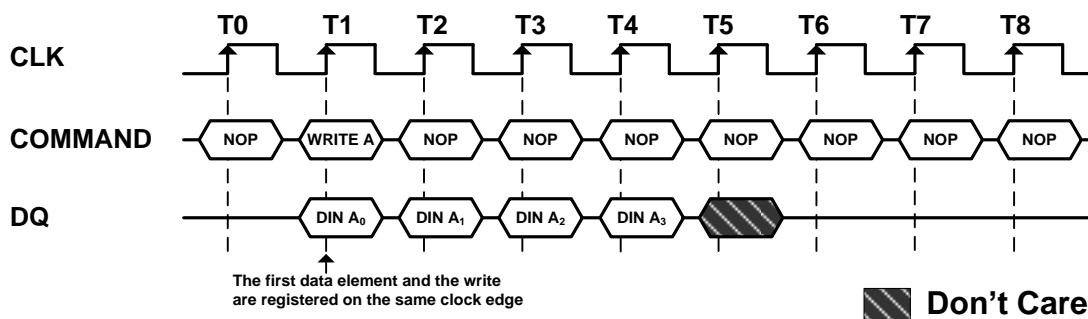 T0 T1 T2 T3 T4 T5 T6 T7 T8
CLK
COMMAND NOP WRITE A NOP NOP NOP NOP NOP NOP NOP
DQ DIN A₀ DIN A₁ DIN A₂ DIN A₃
The first data element and the write
are registered on the same clock edge
Don't Care